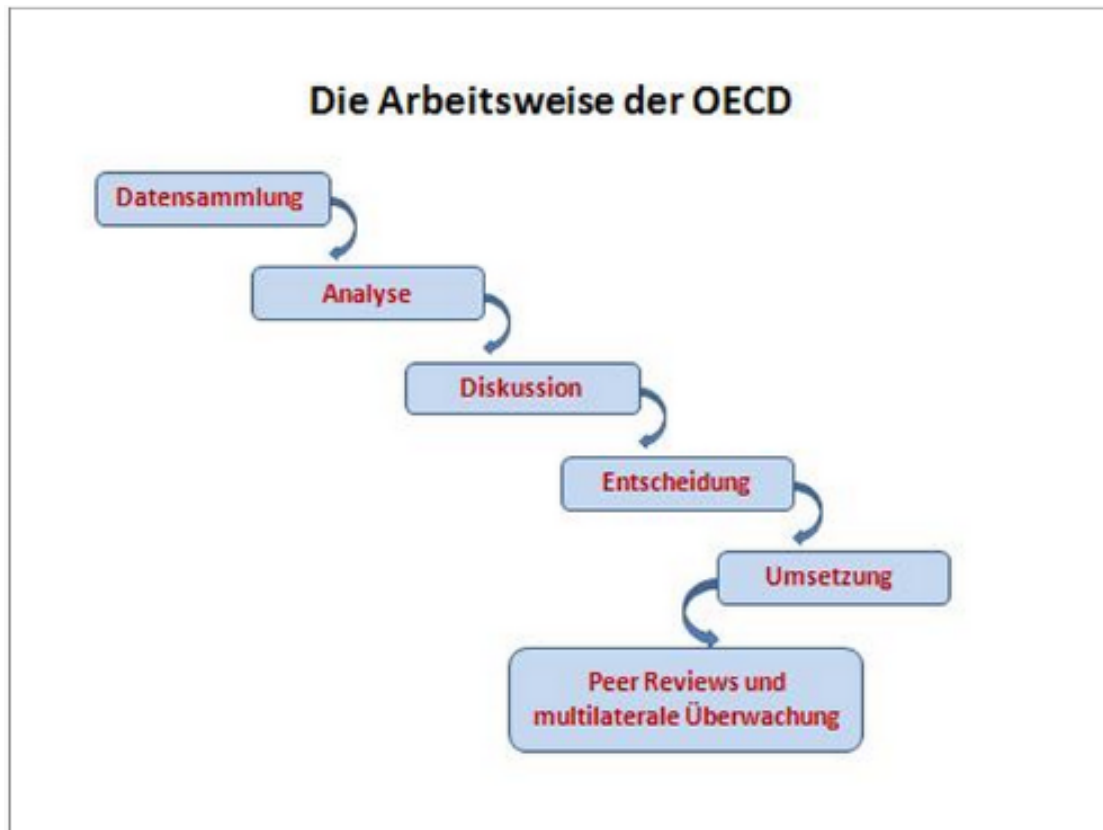 Die Arbeitsweise der OECD
Datensammlung
Analyse
Diskussion
Entscheidung
Umsetzung
Peer Reviews und
multilaterale Überwachung